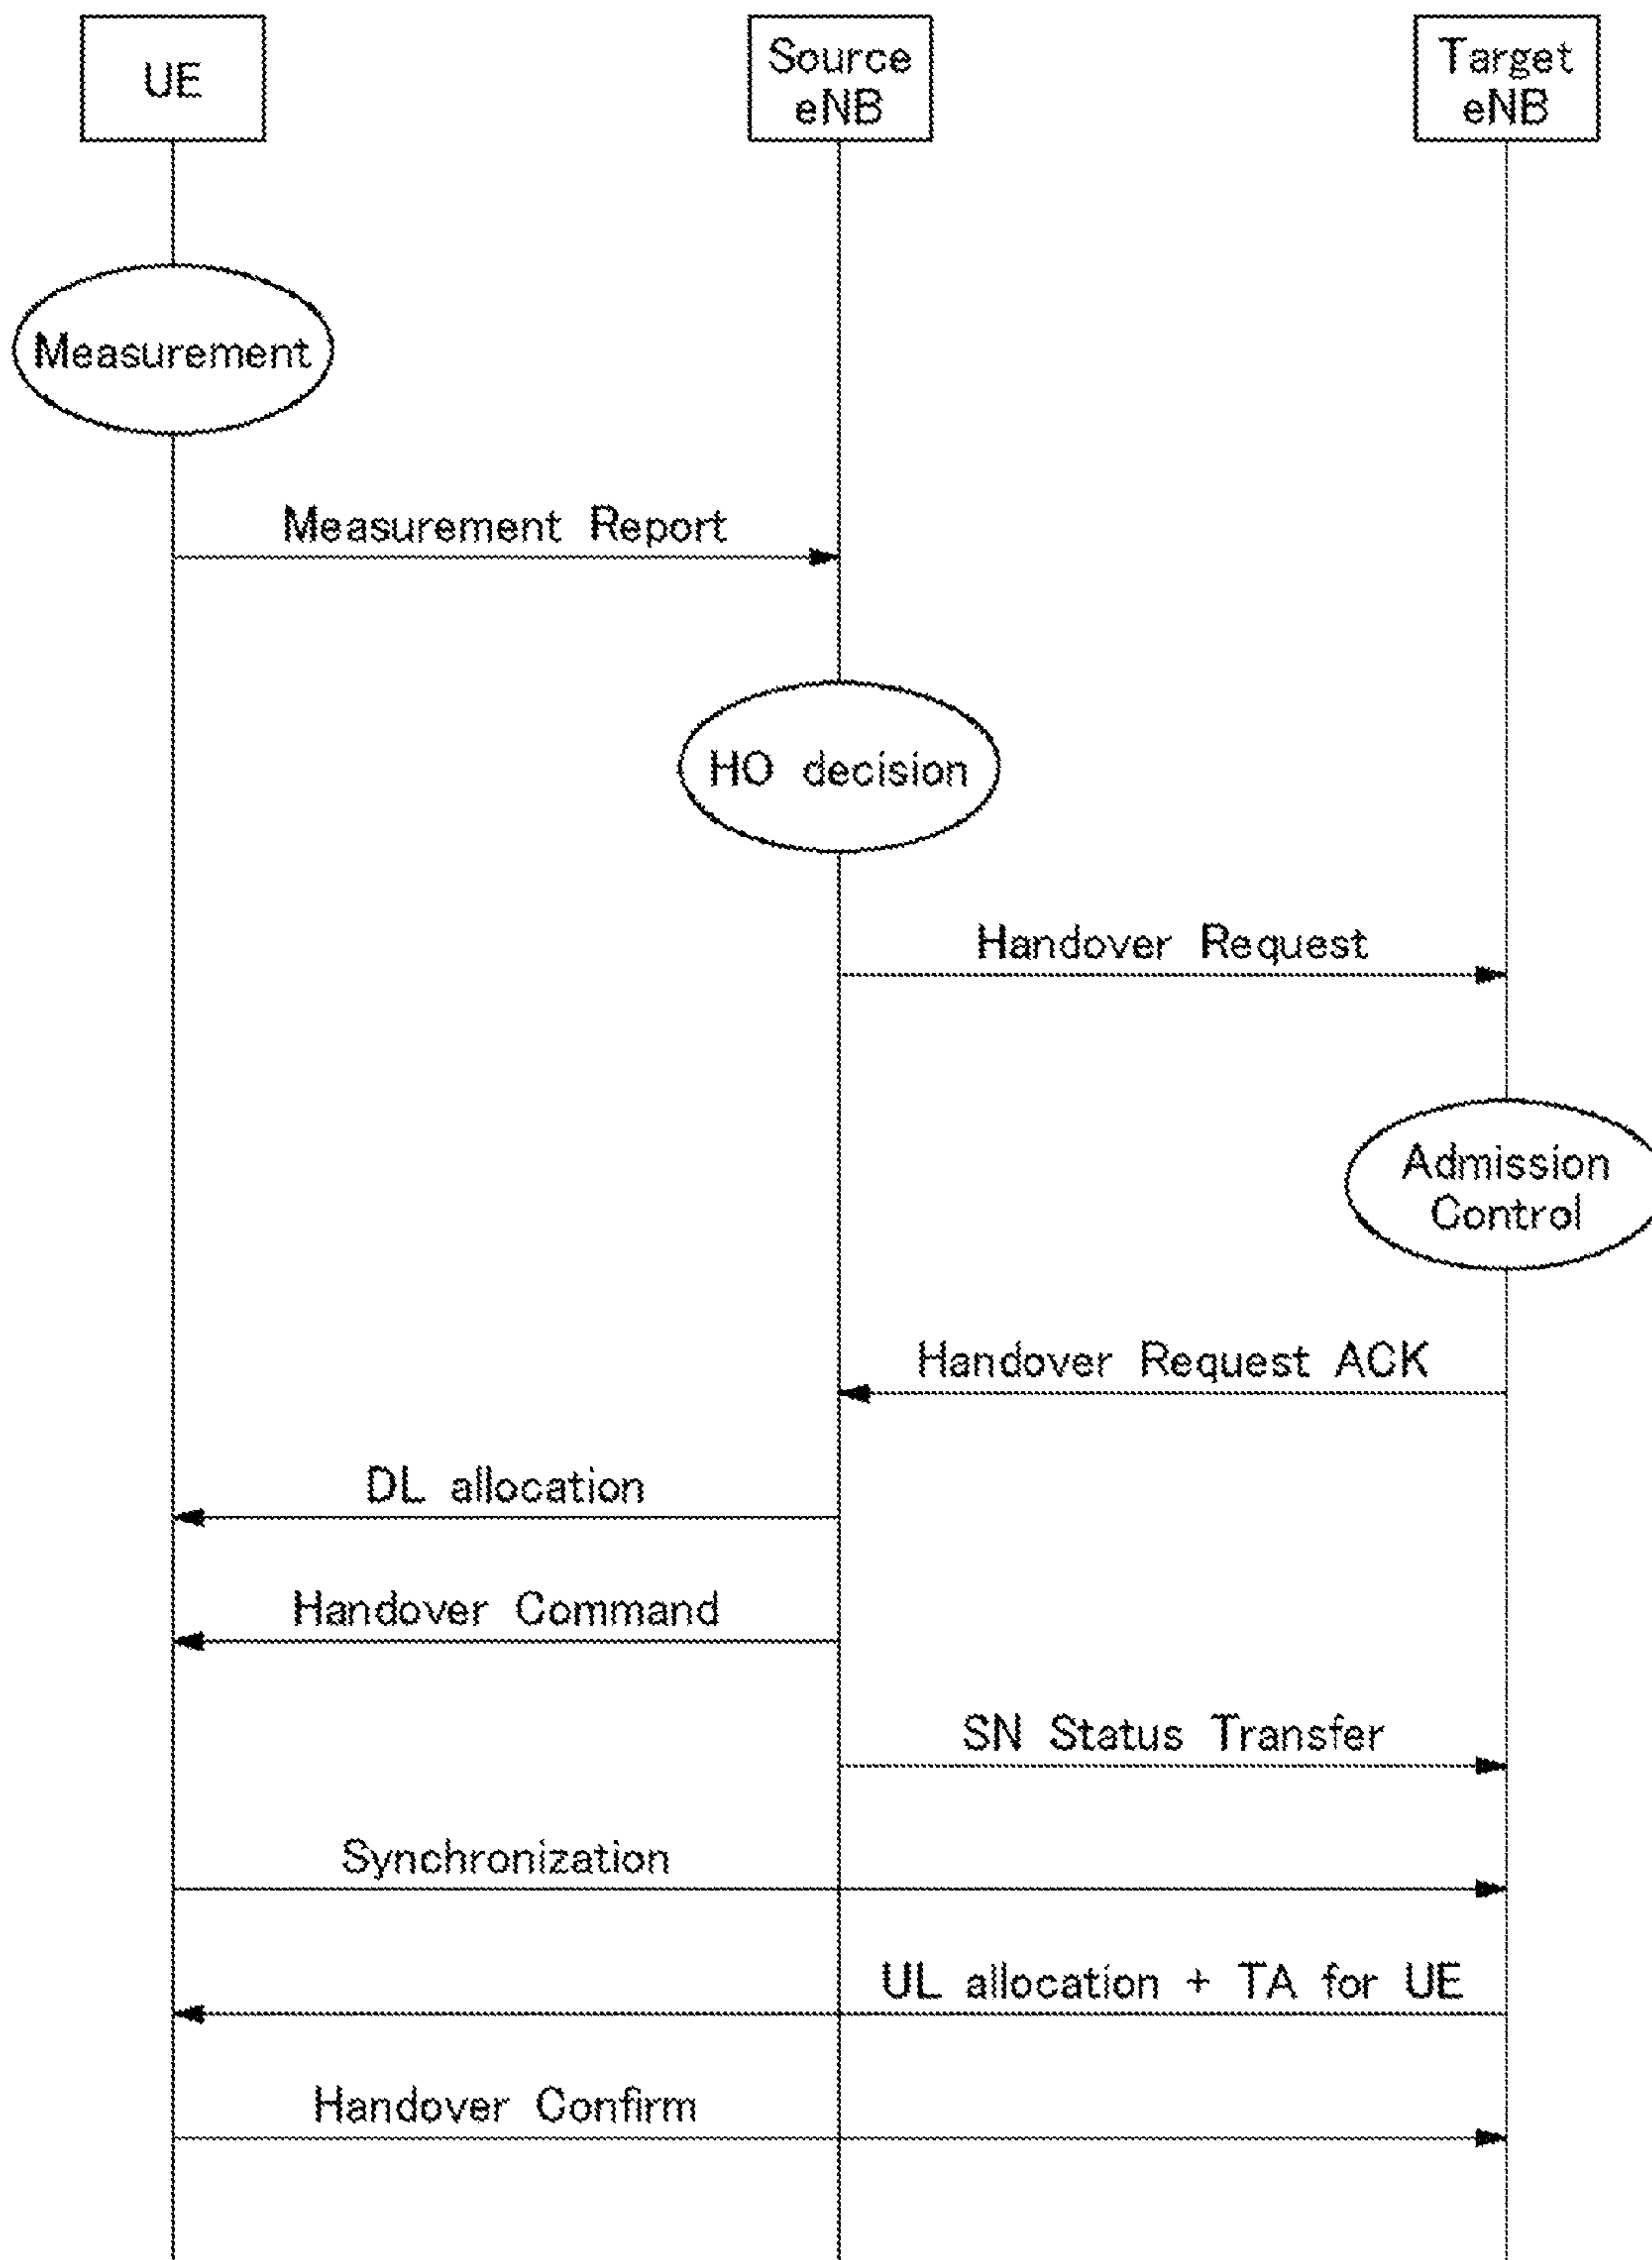 UE
Source
eNB
Target
eNB
Measurement
Measurement Report
HO decision
Handover Request
Admission
Control
Handover Request ACK
DL allocation
Handover Command
SN Status Transfer
Synchronization
UL allocation + TA for UE
Handover Confirm